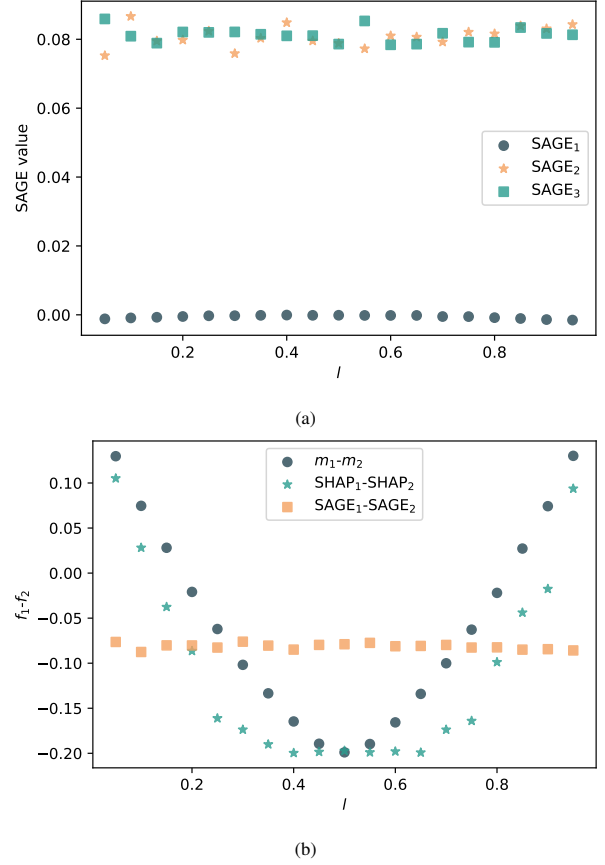 0.08
0.06
0.04
0.02
0.00
SAGE value
SAGE₁
SAGE₂
SAGE₃
0.2 0.4 0.6 0.8
l
(a)
0.10
0.05
0.00
−0.05
−0.10
−0.15
−0.20
f₁-f₂
m₁-m₂
SHAP₁-SHAP₂
SAGE₁-SAGE₂
0.2 0.4 0.6 0.8
l
(b)